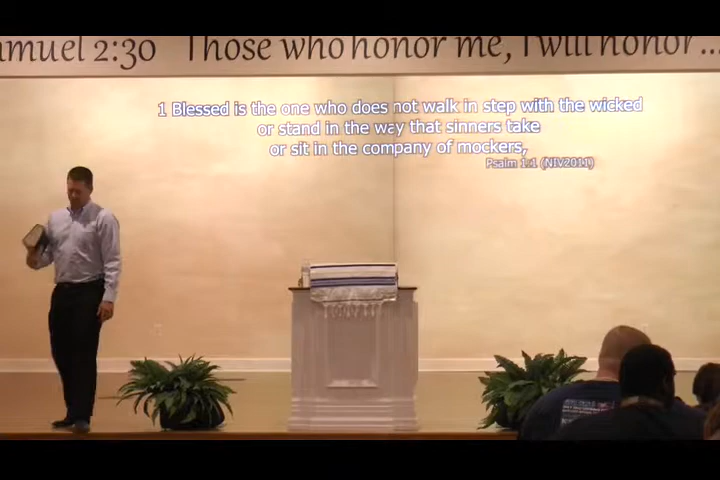 amuel 2:30 Those who honor me, I will honor...
1 Blessed is the one who does not walk in step with the wicked
or stand in the way that sinners take
or sit in the company of mockers,
Psalm 1:1 (NIV2011)